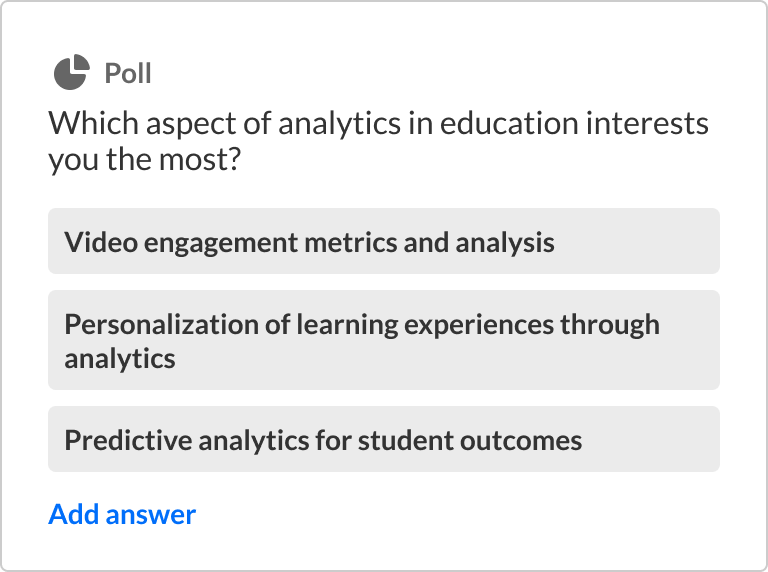 Poll
Which aspect of analytics in education interests
you the most?
Video engagement metrics and analysis
Personalization of learning experiences through
analytics
Predictive analytics for student outcomes
Add answer